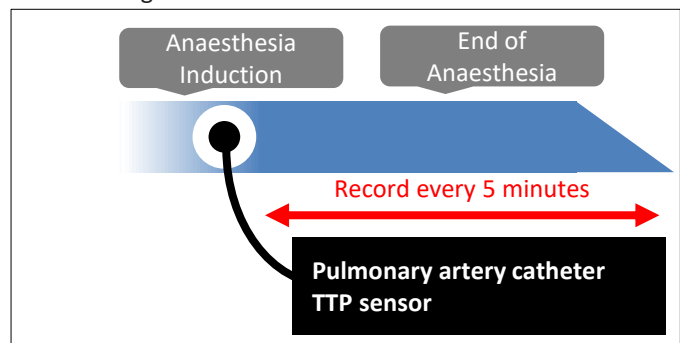 Anaesthesia
Induction
End of
Anaesthesia
Record every 5 minutes
Pulmonary artery catheter
TTP sensor